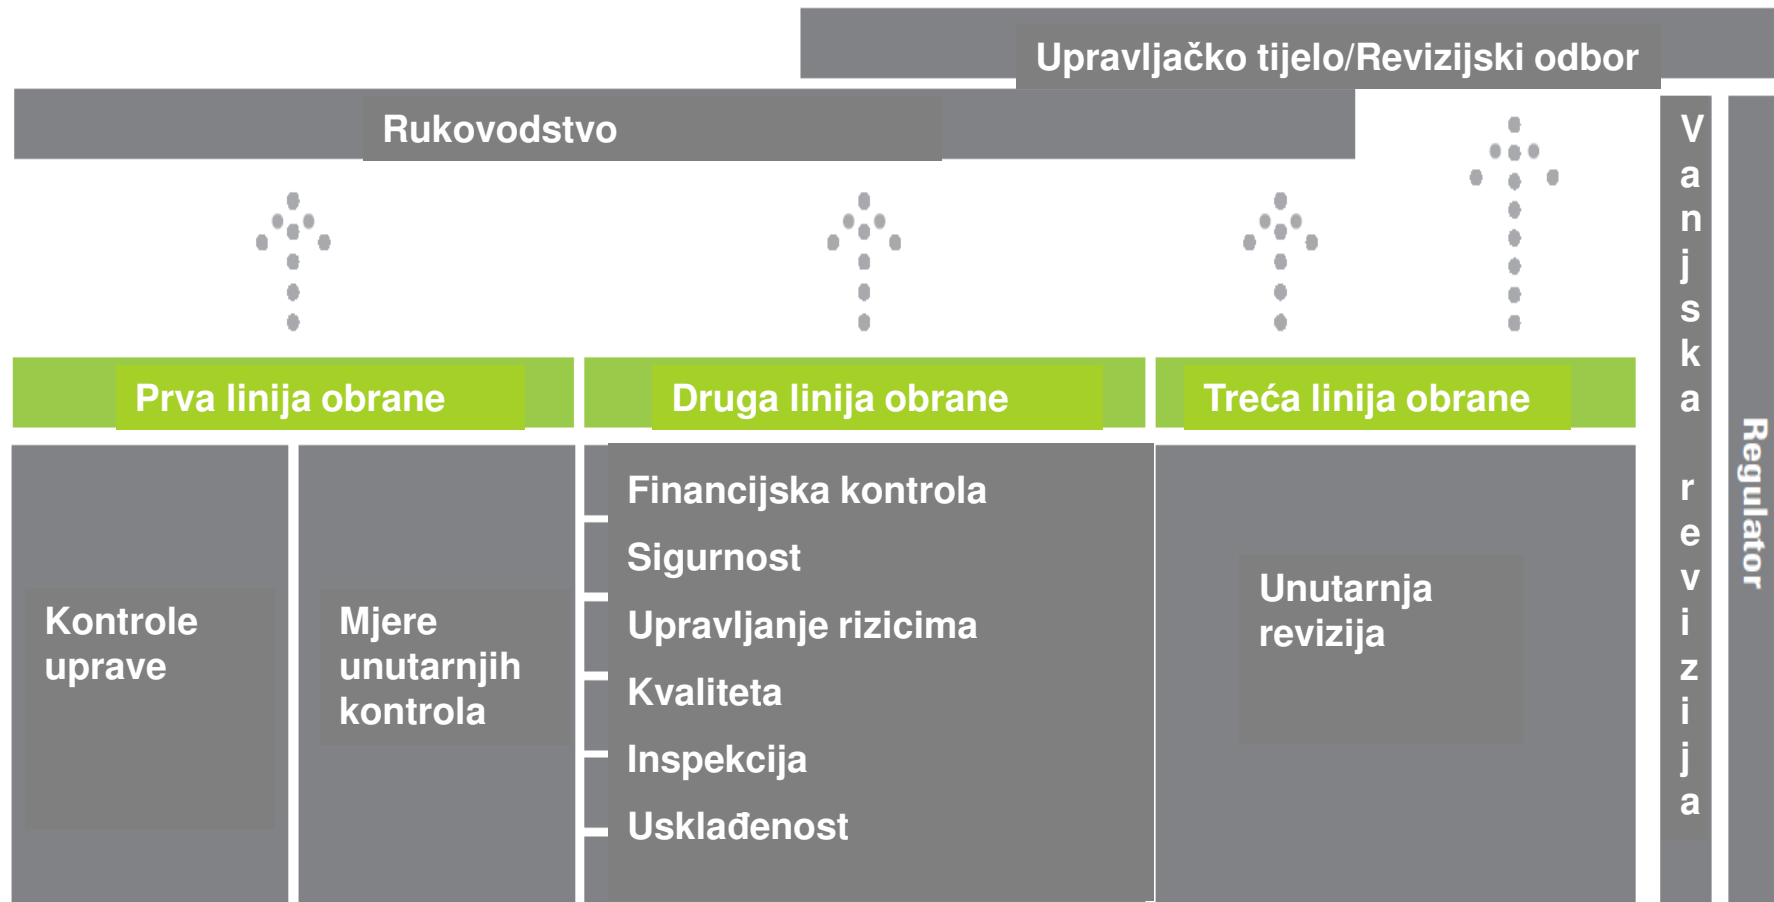 Upravljačko tijelo/Revizijski odbor
Rukovodstvo
Prva linija obrane
Druga linija obrane
Treća linija obrane
Kontrole
uprave
Mjere
unutarnjih
kontrola
Financijska kontrola
Sigurnost
Upravljanje rizicima
Kvaliteta
Inspekcija
Usklađenost
Unutarnja
revizija
Vanjska revizija
Regulator